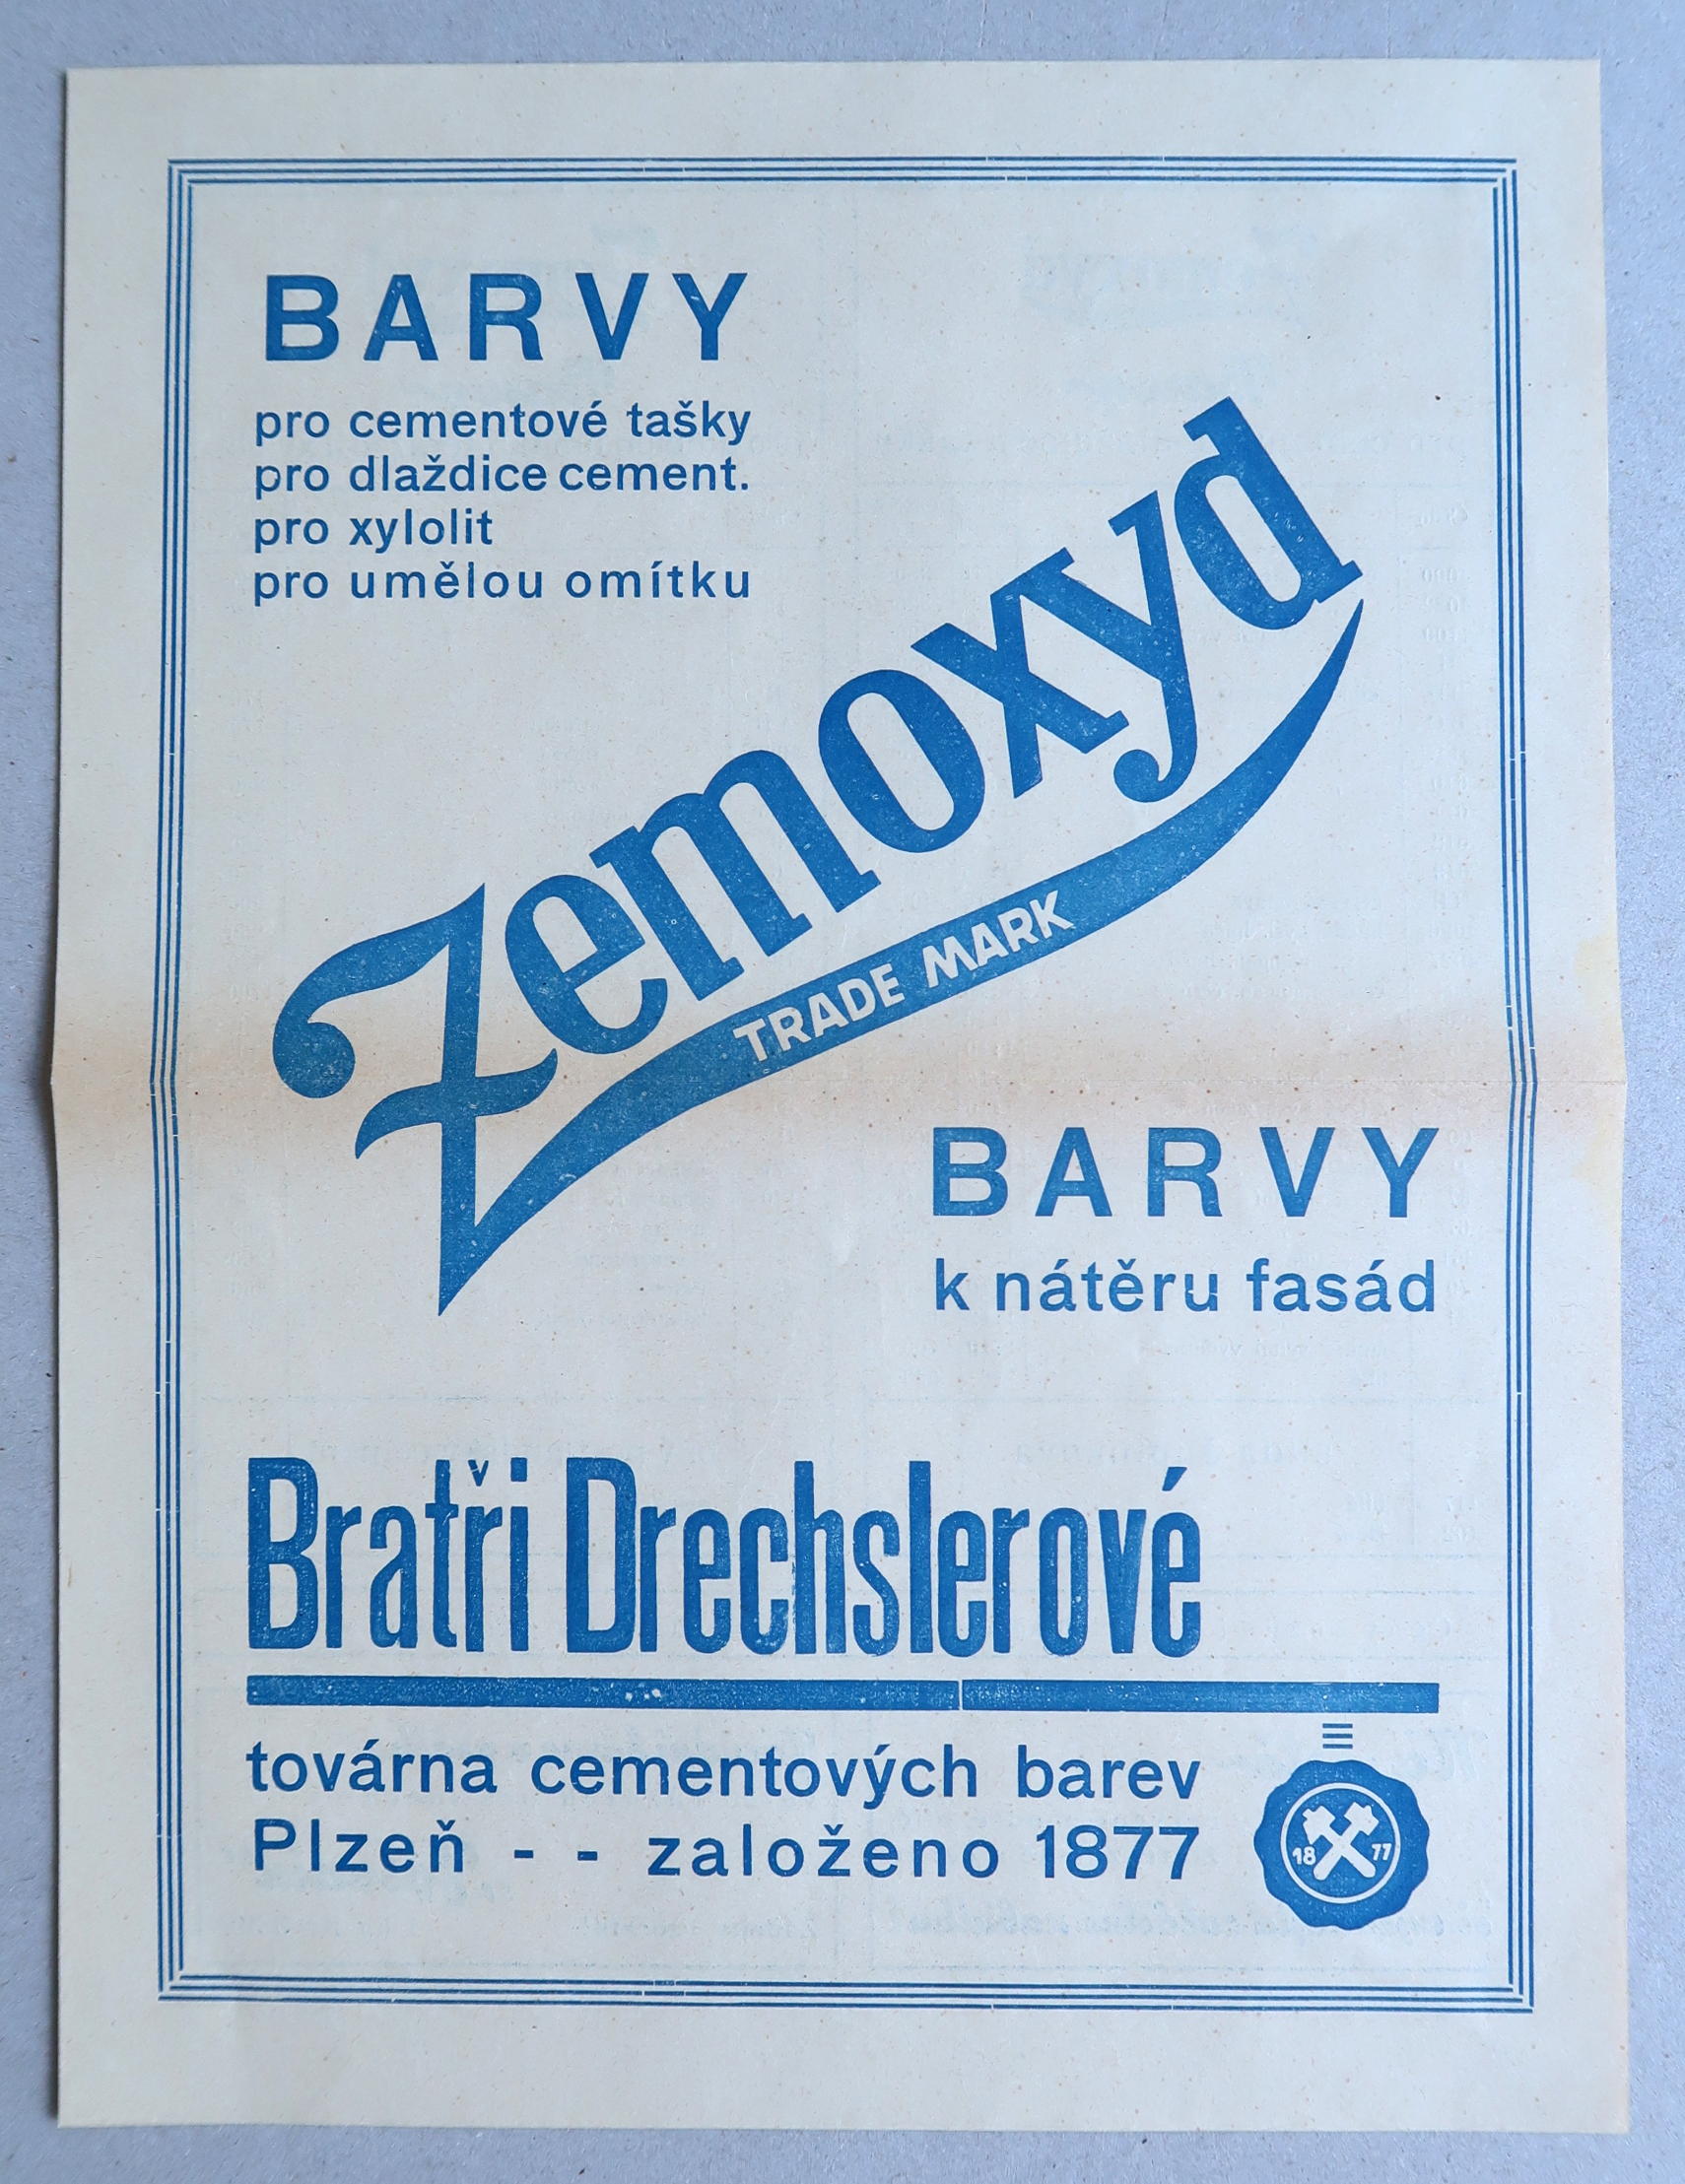 BARVY
pro cementové tašky
pro dlaždice cement.
pro xylolit
pro umělou omítku
Zemoxyd
TRADE MARK
BARVY
k nátěru fasád
Bratři Drechslerové
továrna cementových barev
Plzeň - - založeno 1877
18 77